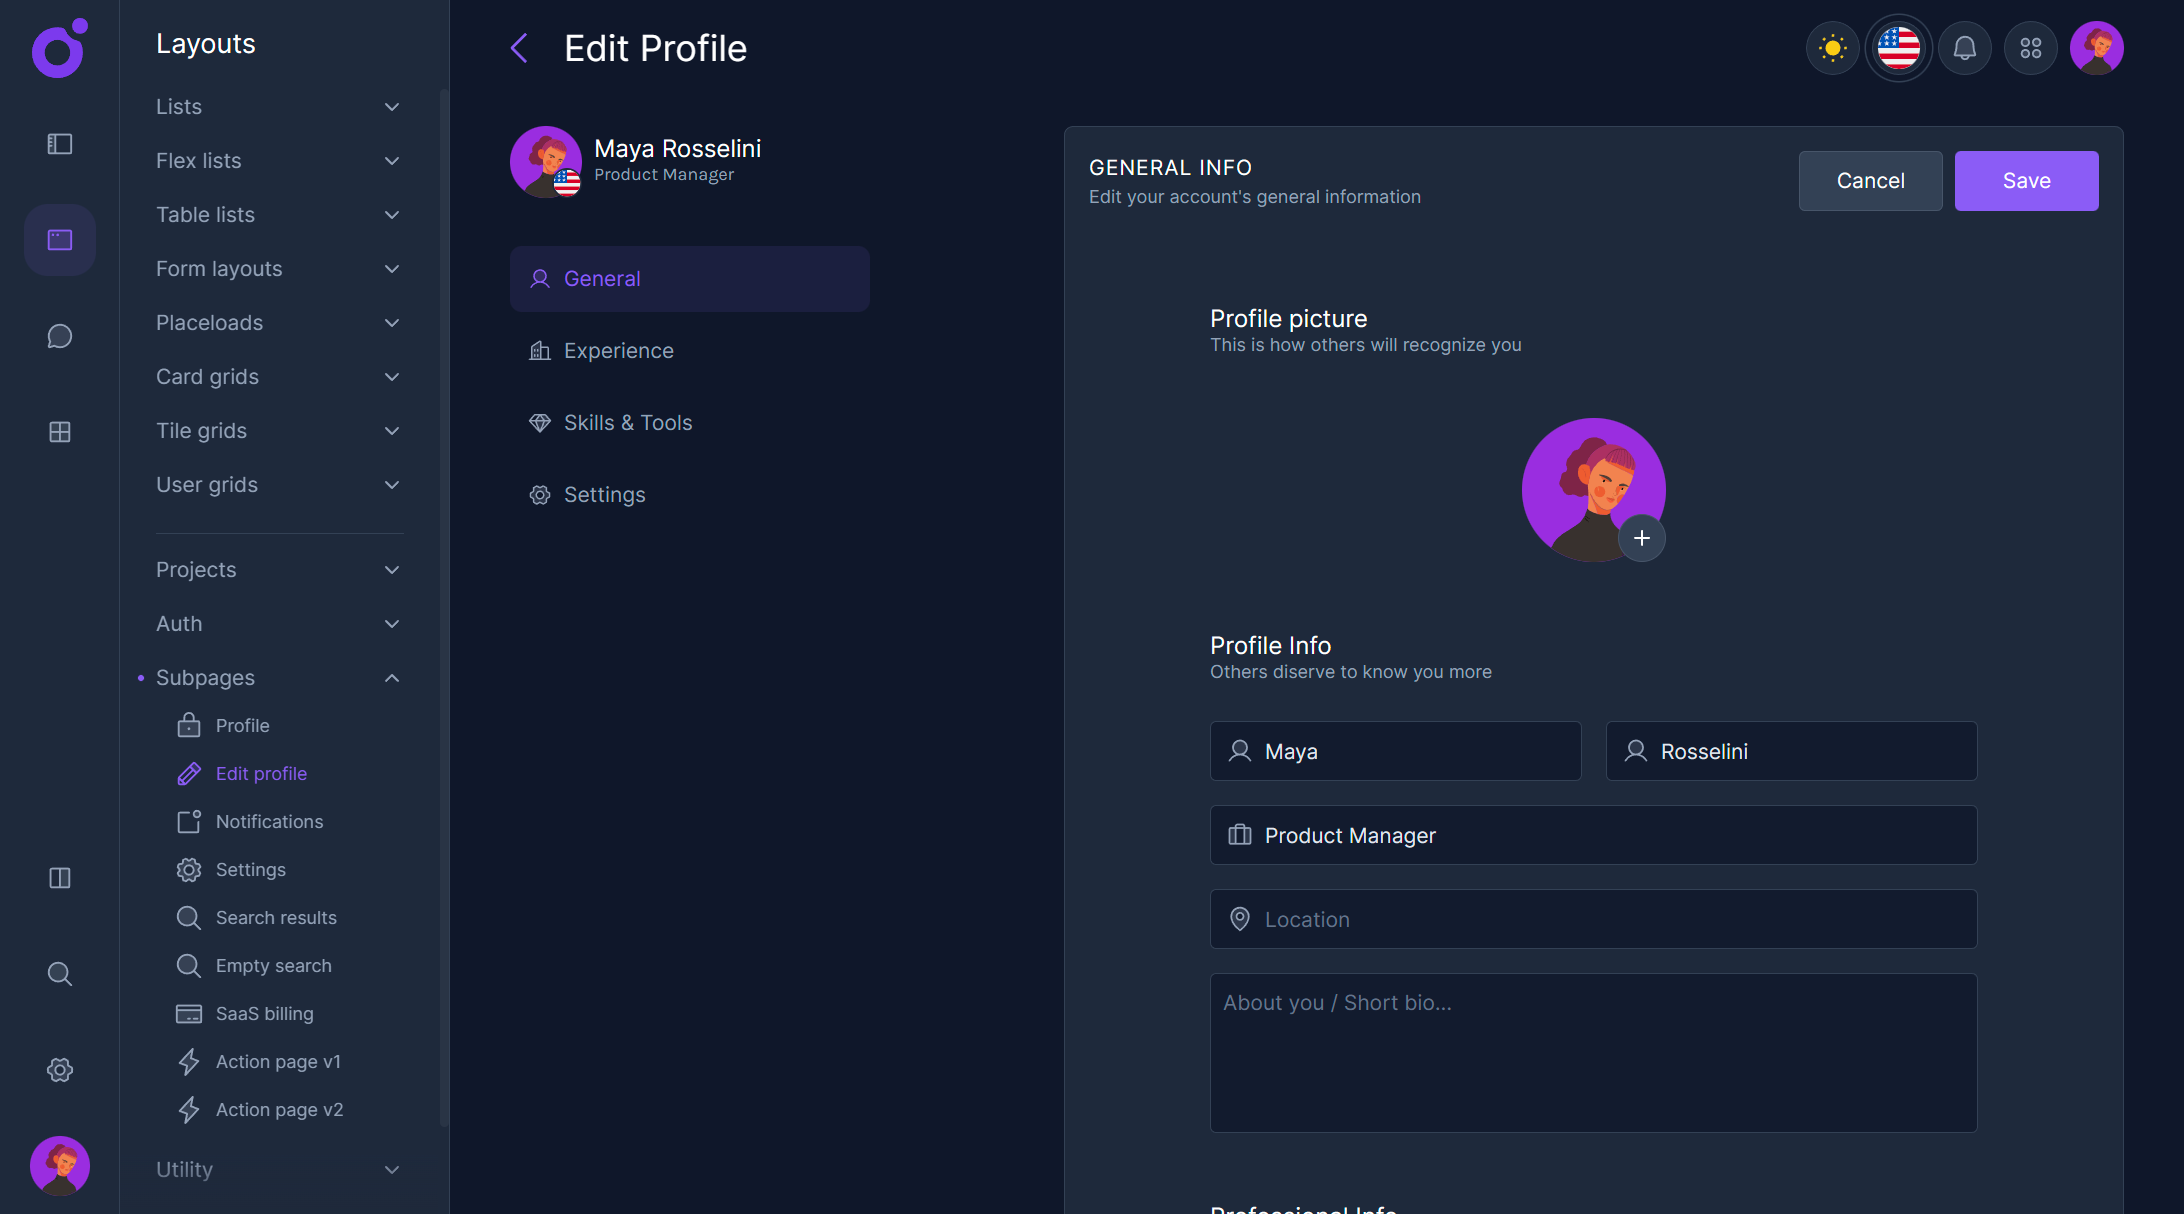 Layouts
Lists
Flex lists
Table lists
Form layouts
Placeloads
Card grids
Tile grids
User grids
Projects
Auth
Subpages
Profile
Edit profile
Notifications
Settings
Search results
Empty search
SaaS billing
Action page v1
Action page v2
Utility
Edit Profile
Maya Rosselini
Product Manager
General
Experience
Skills & Tools
Settings
GENERAL INFO
Edit your account's general information
Cancel
Save
Profile picture
This is how others will recognize you
Profile Info
Others diserve to know you more
Maya
Rosselini
Product Manager
Location
About you / Short bio...
Professional Info